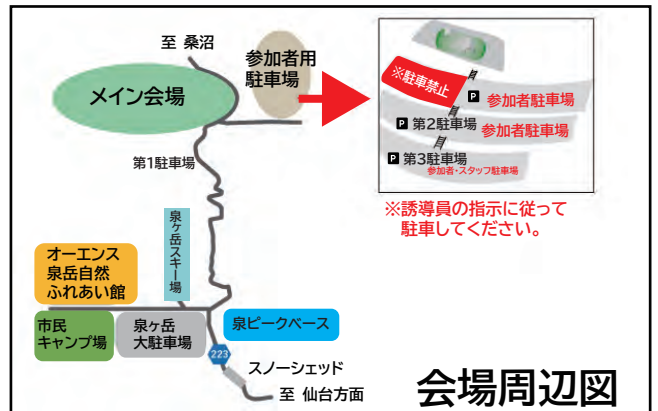 至 桑沼
参加者用
駐車場
メイン会場
第1駐車場
泉ヶ岳スキー場
オーエンス
泉岳自然
ふれあい館
市民
キャンプ場
泉ヶ岳
大駐車場
泉ピークベース
223
スノーシェッド
至 仙台方面
※駐車禁止
P 参加者駐車場
P 第2駐車場 参加者駐車場
P 第3駐車場
参加者・スタッフ駐車場
※誘導員の指示に従って
駐車してください。
会場周辺図